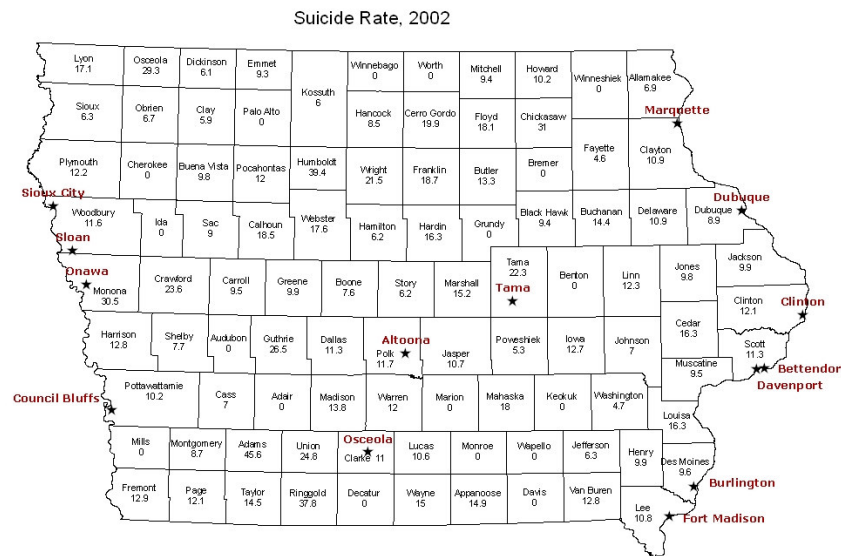 Suicide Rate, 2002
Lyon
17.1
Osceola
29.3
Dickinson
6.1
Emmet
9.3
Kossuth
6
Winnebago
0
Worth
0
Mitchell
9.4
Howard
10.2
Winneshiek
0
Allamakee
6.9
Sioux
6.3
Obrien
6.7
Clay
5.9
Palo Alto
0
Hancock
8.5
Cerro Gordo
19.9
Floyd
18.1
Chickasaw
31
Marquette
Fayette
4.6
Clayton
10.9
Plymouth
12.2
Cherokee
0
Buena Vista
9.8
Pocahontas
12
Humboldt
39.4
Wright
21.5
Franklin
18.7
Butler
13.3
Bremer
0
Sioux City
Woodbury
11.6
Ida
0
Sac
9
Calhoun
18.5
Webster
17.6
Hamilton
6.2
Hardin
16.3
Grundy
0
Black Hawk
9.4
Buchanan
14.4
Delaware
10.9
Dubuque
8.9
Dubuque
Sloan
Onawa
Monona
30.5
Crawford
23.6
Carroll
9.5
Greene
9.9
Boone
7.6
Story
6.2
Marshall
15.2
Tama
22.3
Tama
Benton
0
Linn
12.3
Jones
9.8
Jackson
9.9
Clinton
12.1
Clinton
Harrison
12.8
Shelby
7.7
Audubon
0
Guthrie
26.5
Dallas
11.3
Altoona
Polk
11.7
Jasper
10.7
Poweshiek
5.3
Iowa
12.7
Johnson
7
Cedar
16.3
Scott
11.3
Muscatine
9.5
Bettendorf
Davenport
Council Bluffs
Pottawattamie
10.2
Cass
7
Adair
0
Madison
13.8
Warren
12
Marion
0
Mahaska
18
Keokuk
0
Washington
4.7
Louisa
16.3
Mills
0
Montgomery
8.7
Adams
45.6
Union
24.8
Osceola
Clarke 11
Lucas
10.6
Monroe
0
Wapello
0
Jefferson
6.3
Henry
9.9
Des Moines
9.6
Burlington
Fremont
12.9
Page
12.1
Taylor
14.5
Ringgold
37.8
Decatur
0
Wayne
15
Appanoose
14.9
Davis
0
Van Buren
12.8
Lee
10.8
Fort Madison